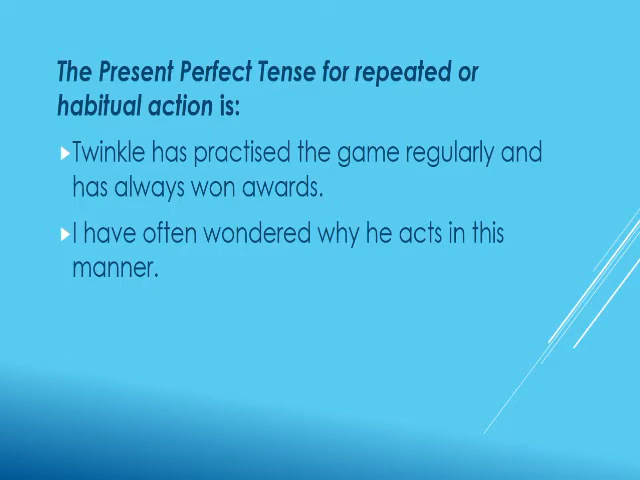 The Present Perfect Tense for repeated or
habitual action is:
Twinkle has practised the game regularly and
has always won awards.
I have often wondered why he acts in this
manner.